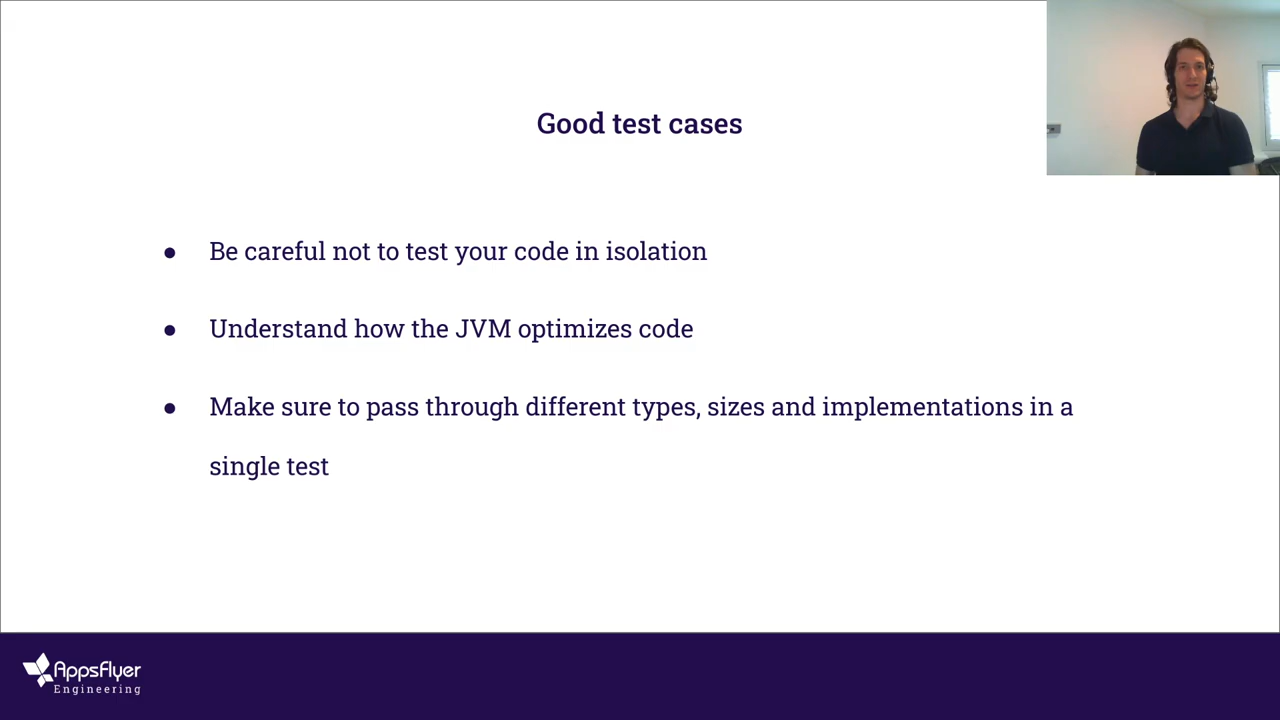 Good test cases
● Be careful not to test your code in isolation
● Understand how the JVM optimizes code
● Make sure to pass through different types, sizes and implementations in a
single test
AppsFlyer
Engineering